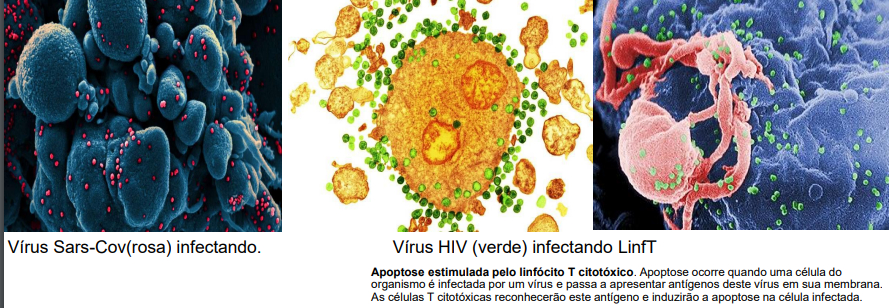 Vírus Sars-Cov(rosa) infectando.
Vírus HIV (verde) infectando LinfT
Apoptose estimulada pelo linfócito T citotóxico. Apoptose ocorre quando uma célula do
organismo é infectada por um vírus e passa a apresentar antígenos deste vírus em sua membrana.
As células T citotóxicas reconhecerão este antígeno e induzirão a apoptose na célula infectada.